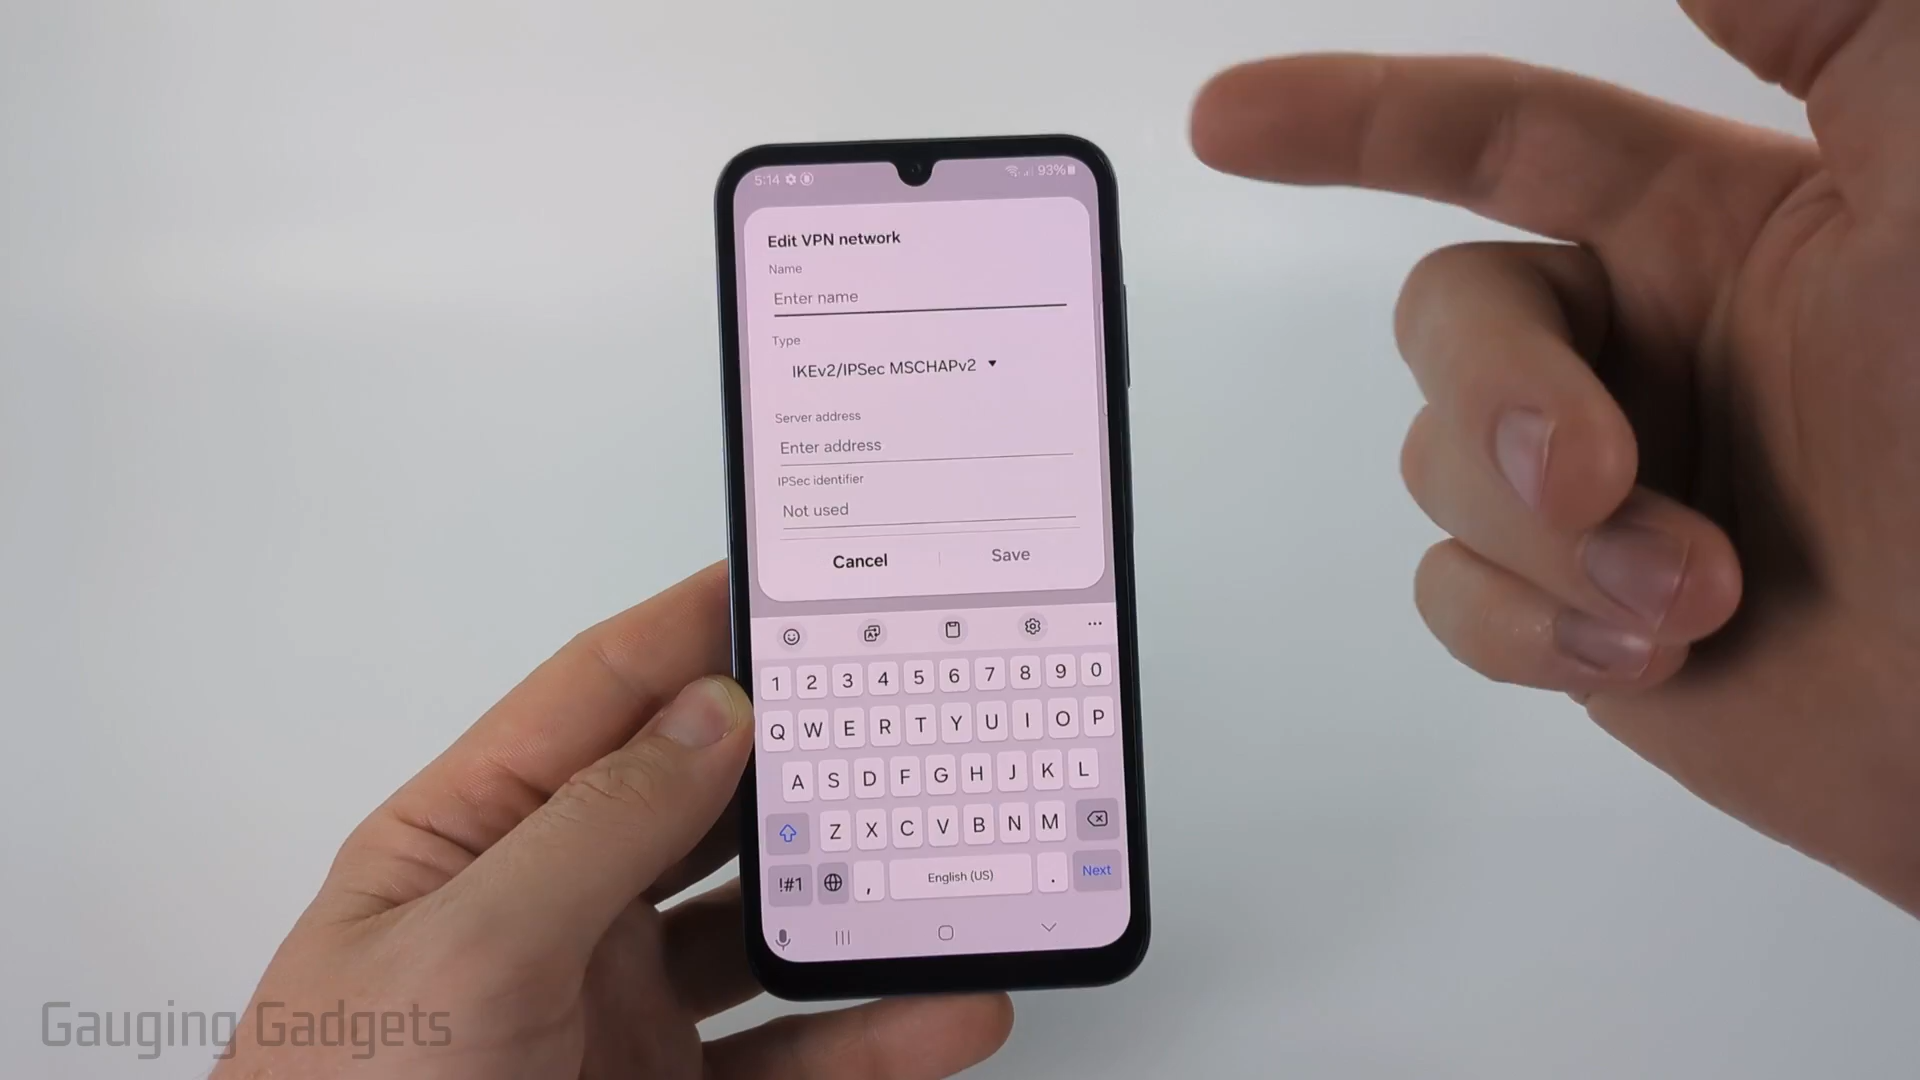 5:14 93%
Edit VPN network
Name
Enter name
Type
IKEv2/IPSec MSCHAPv2
Server address
Enter address
IPSec identifier
Not used
Cancel Save
1 2 3 4 5 6 7 8 9 0
Q W E R T Y U I O P
A S D F G H J K L
Z X C V B N M
!#1 , English (US) . Next
Gauging Gadgets